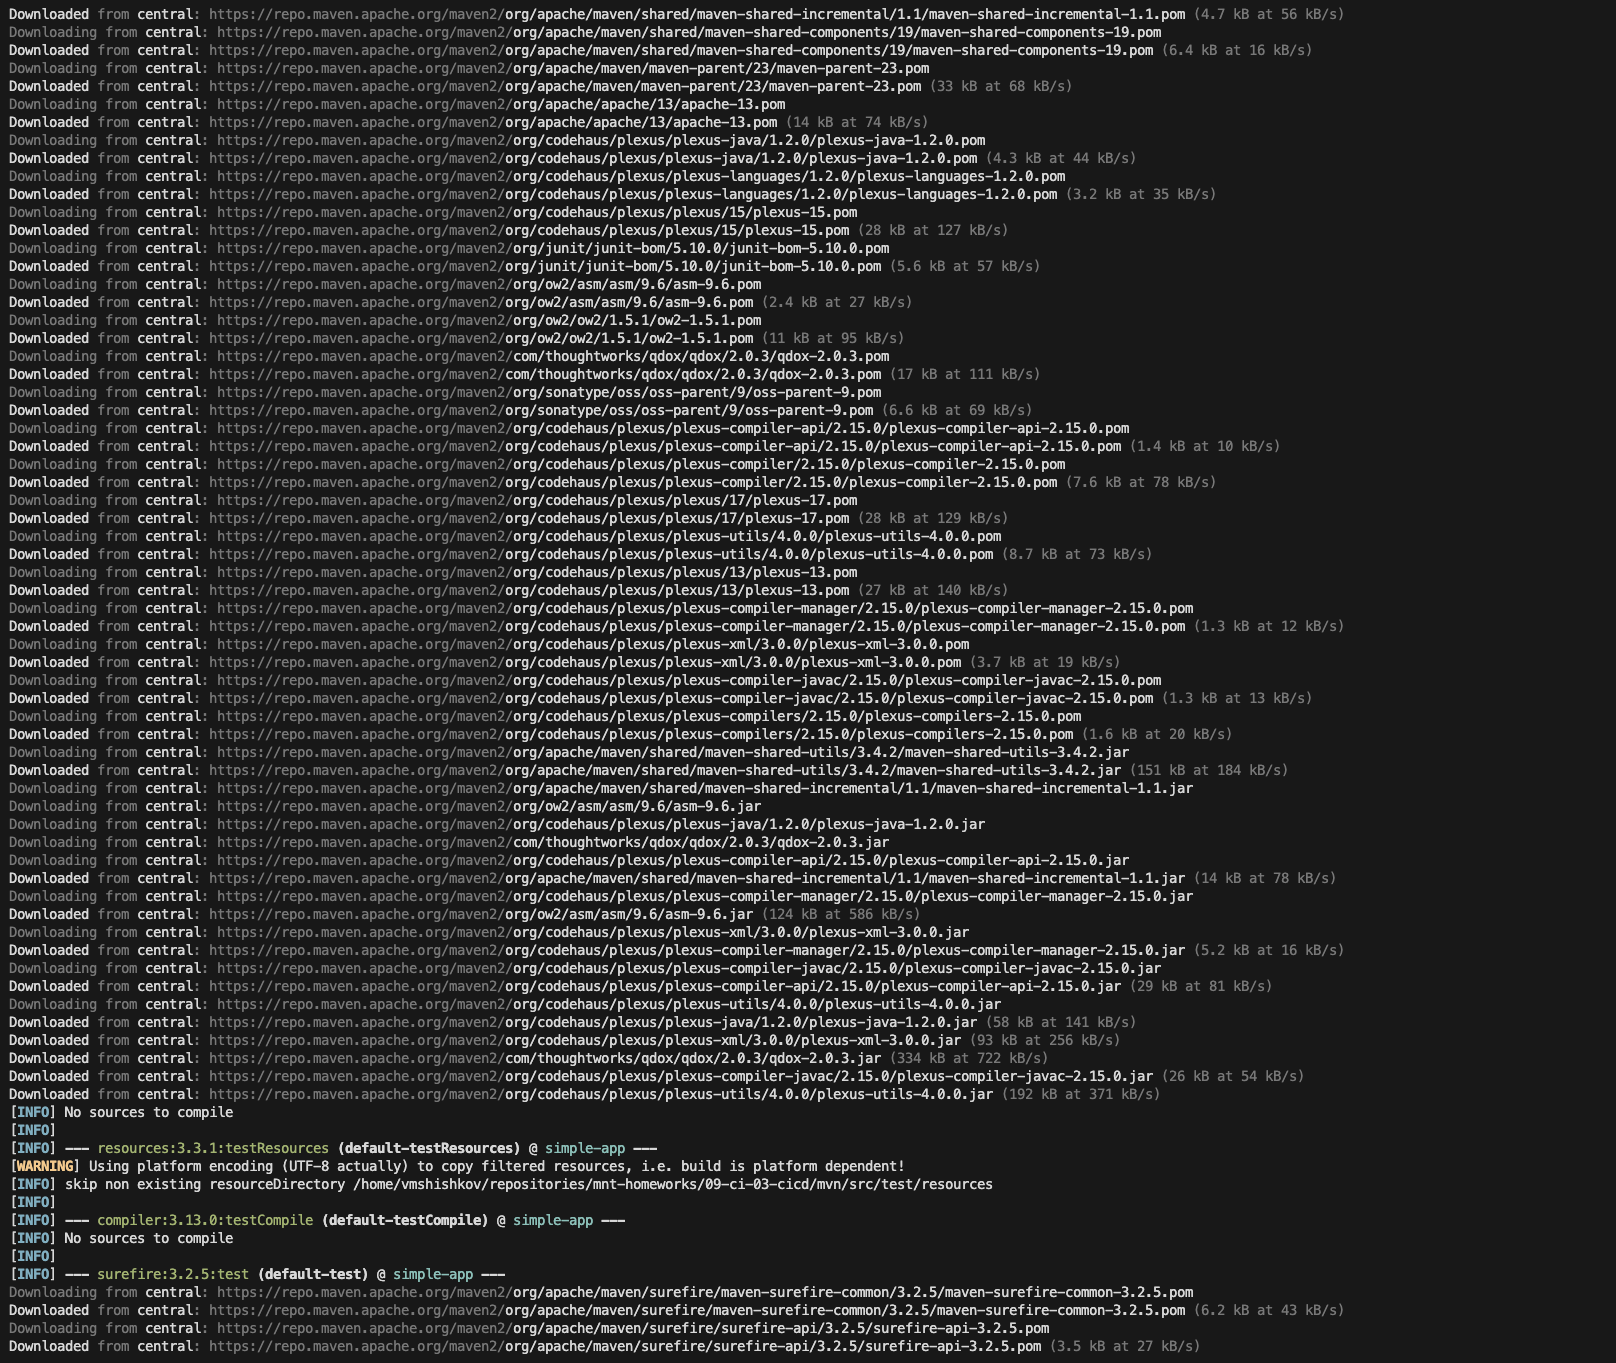 Downloaded from central: https://repo.maven.apache.org/maven2/org/apache/maven/shared/maven-shared-incremental/1.1/maven-shared-incremental-1.1.pom (4.7 kB at 56 kB/s)
Downloading from central: https://repo.maven.apache.org/maven2/org/apache/maven/shared/maven-shared-components/19/maven-shared-components-19.pom
Downloaded from central: https://repo.maven.apache.org/maven2/org/apache/maven/shared/maven-shared-components/19/maven-shared-components-19.pom (6.4 kB at 16 kB/s)
Downloading from central: https://repo.maven.apache.org/maven2/org/apache/maven/maven-parent/23/maven-parent-23.pom
Downloaded from central: https://repo.maven.apache.org/maven2/org/apache/maven/maven-parent/23/maven-parent-23.pom (33 kB at 68 kB/s)
Downloading from central: https://repo.maven.apache.org/maven2/org/apache/apache/13/apache-13.pom
Downloaded from central: https://repo.maven.apache.org/maven2/org/apache/apache/13/apache-13.pom (14 kB at 74 kB/s)
Downloading from central: https://repo.maven.apache.org/maven2/org/codehaus/plexus/plexus-java/1.2.0/plexus-java-1.2.0.pom
Downloaded from central: https://repo.maven.apache.org/maven2/org/codehaus/plexus/plexus-java/1.2.0/plexus-java-1.2.0.pom (4.3 kB at 44 kB/s)
Downloading from central: https://repo.maven.apache.org/maven2/org/codehaus/plexus/plexus-languages/1.2.0/plexus-languages-1.2.0.pom
Downloaded from central: https://repo.maven.apache.org/maven2/org/codehaus/plexus/plexus-languages/1.2.0/plexus-languages-1.2.0.pom (3.2 kB at 35 kB/s)
Downloading from central: https://repo.maven.apache.org/maven2/org/codehaus/plexus/plexus/15/plexus-15.pom
Downloaded from central: https://repo.maven.apache.org/maven2/org/codehaus/plexus/plexus/15/plexus-15.pom (28 kB at 127 kB/s)
Downloading from central: https://repo.maven.apache.org/maven2/org/junit/junit-bom/5.10.0/junit-bom-5.10.0.pom
Downloaded from central: https://repo.maven.apache.org/maven2/org/junit/junit-bom/5.10.0/junit-bom-5.10.0.pom (5.6 kB at 57 kB/s)
Downloading from central: https://repo.maven.apache.org/maven2/org/ow2/asm/asm/9.6/asm-9.6.pom
Downloaded from central: https://repo.maven.apache.org/maven2/org/ow2/asm/asm/9.6/asm-9.6.pom (2.4 kB at 27 kB/s)
Downloading from central: https://repo.maven.apache.org/maven2/org/ow2/ow2/1.5.1/ow2-1.5.1.pom
Downloaded from central: https://repo.maven.apache.org/maven2/org/ow2/ow2/1.5.1/ow2-1.5.1.pom (11 kB at 95 kB/s)
Downloading from central: https://repo.maven.apache.org/maven2/com/thoughtworks/qdox/qdox/2.0.3/qdox-2.0.3.pom
Downloaded from central: https://repo.maven.apache.org/maven2/com/thoughtworks/qdox/qdox/2.0.3/qdox-2.0.3.pom (17 kB at 111 kB/s)
Downloading from central: https://repo.maven.apache.org/maven2/org/sonatype/oss/oss-parent/9/oss-parent-9.pom
Downloaded from central: https://repo.maven.apache.org/maven2/org/sonatype/oss/oss-parent/9/oss-parent-9.pom (6.6 kB at 69 kB/s)
Downloading from central: https://repo.maven.apache.org/maven2/org/codehaus/plexus/plexus-compiler-api/2.15.0/plexus-compiler-api-2.15.0.pom
Downloaded from central: https://repo.maven.apache.org/maven2/org/codehaus/plexus/plexus-compiler-api/2.15.0/plexus-compiler-api-2.15.0.pom (1.4 kB at 10 kB/s)
Downloading from central: https://repo.maven.apache.org/maven2/org/codehaus/plexus/plexus-compiler/2.15.0/plexus-compiler-2.15.0.pom
Downloaded from central: https://repo.maven.apache.org/maven2/org/codehaus/plexus/plexus-compiler/2.15.0/plexus-compiler-2.15.0.pom (7.6 kB at 78 kB/s)
Downloading from central: https://repo.maven.apache.org/maven2/org/codehaus/plexus/plexus/17/plexus-17.pom
Downloaded from central: https://repo.maven.apache.org/maven2/org/codehaus/plexus/plexus/17/plexus-17.pom (28 kB at 129 kB/s)
Downloading from central: https://repo.maven.apache.org/maven2/org/codehaus/plexus/plexus-utils/4.0.0/plexus-utils-4.0.0.pom
Downloaded from central: https://repo.maven.apache.org/maven2/org/codehaus/plexus/plexus-utils/4.0.0/plexus-utils-4.0.0.pom (8.7 kB at 73 kB/s)
Downloading from central: https://repo.maven.apache.org/maven2/org/codehaus/plexus/plexus/13/plexus-13.pom
Downloaded from central: https://repo.maven.apache.org/maven2/org/codehaus/plexus/plexus/13/plexus-13.pom (27 kB at 140 kB/s)
Downloading from central: https://repo.maven.apache.org/maven2/org/codehaus/plexus/plexus-compiler-manager/2.15.0/plexus-compiler-manager-2.15.0.pom
Downloaded from central: https://repo.maven.apache.org/maven2/org/codehaus/plexus/plexus-compiler-manager/2.15.0/plexus-compiler-manager-2.15.0.pom (1.3 kB at 12 kB/s)
Downloading from central: https://repo.maven.apache.org/maven2/org/codehaus/plexus/plexus-xml/3.0.0/plexus-xml-3.0.0.pom
Downloaded from central: https://repo.maven.apache.org/maven2/org/codehaus/plexus/plexus-xml/3.0.0/plexus-xml-3.0.0.pom (3.7 kB at 19 kB/s)
Downloading from central: https://repo.maven.apache.org/maven2/org/codehaus/plexus/plexus-compiler-javac/2.15.0/plexus-compiler-javac-2.15.0.pom
Downloaded from central: https://repo.maven.apache.org/maven2/org/codehaus/plexus/plexus-compiler-javac/2.15.0/plexus-compiler-javac-2.15.0.pom (1.3 kB at 13 kB/s)
Downloading from central: https://repo.maven.apache.org/maven2/org/codehaus/plexus/plexus-compilers/2.15.0/plexus-compilers-2.15.0.pom
Downloaded from central: https://repo.maven.apache.org/maven2/org/codehaus/plexus/plexus-compilers/2.15.0/plexus-compilers-2.15.0.pom (1.6 kB at 20 kB/s)
Downloading from central: https://repo.maven.apache.org/maven2/org/apache/maven/shared/maven-shared-utils/3.4.2/maven-shared-utils-3.4.2.jar
Downloaded from central: https://repo.maven.apache.org/maven2/org/apache/maven/shared/maven-shared-utils/3.4.2/maven-shared-utils-3.4.2.jar (151 kB at 184 kB/s)
Downloading from central: https://repo.maven.apache.org/maven2/org/apache/maven/shared/maven-shared-incremental/1.1/maven-shared-incremental-1.1.jar
Downloading from central: https://repo.maven.apache.org/maven2/org/ow2/asm/asm/9.6/asm-9.6.jar
Downloading from central: https://repo.maven.apache.org/maven2/org/codehaus/plexus/plexus-java/1.2.0/plexus-java-1.2.0.jar
Downloading from central: https://repo.maven.apache.org/maven2/com/thoughtworks/qdox/qdox/2.0.3/qdox-2.0.3.jar
Downloading from central: https://repo.maven.apache.org/maven2/org/codehaus/plexus/plexus-compiler-api/2.15.0/plexus-compiler-api-2.15.0.jar
Downloaded from central: https://repo.maven.apache.org/maven2/org/apache/maven/shared/maven-shared-incremental/1.1/maven-shared-incremental-1.1.jar (14 kB at 78 kB/s)
Downloading from central: https://repo.maven.apache.org/maven2/org/codehaus/plexus/plexus-compiler-manager/2.15.0/plexus-compiler-manager-2.15.0.jar
Downloaded from central: https://repo.maven.apache.org/maven2/org/ow2/asm/asm/9.6/asm-9.6.jar (124 kB at 586 kB/s)
Downloading from central: https://repo.maven.apache.org/maven2/org/codehaus/plexus/plexus-xml/3.0.0/plexus-xml-3.0.0.jar
Downloaded from central: https://repo.maven.apache.org/maven2/org/codehaus/plexus/plexus-compiler-manager/2.15.0/plexus-compiler-manager-2.15.0.jar (5.2 kB at 16 kB/s)
Downloading from central: https://repo.maven.apache.org/maven2/org/codehaus/plexus/plexus-compiler-javac/2.15.0/plexus-compiler-javac-2.15.0.jar
Downloaded from central: https://repo.maven.apache.org/maven2/org/codehaus/plexus/plexus-compiler-api/2.15.0/plexus-compiler-api-2.15.0.jar (29 kB at 81 kB/s)
Downloading from central: https://repo.maven.apache.org/maven2/org/codehaus/plexus/plexus-utils/4.0.0/plexus-utils-4.0.0.jar
Downloaded from central: https://repo.maven.apache.org/maven2/org/codehaus/plexus/plexus-java/1.2.0/plexus-java-1.2.0.jar (58 kB at 141 kB/s)
Downloaded from central: https://repo.maven.apache.org/maven2/org/codehaus/plexus/plexus-xml/3.0.0/plexus-xml-3.0.0.jar (93 kB at 256 kB/s)
Downloaded from central: https://repo.maven.apache.org/maven2/com/thoughtworks/qdox/qdox/2.0.3/qdox-2.0.3.jar (334 kB at 722 kB/s)
Downloaded from central: https://repo.maven.apache.org/maven2/org/codehaus/plexus/plexus-compiler-javac/2.15.0/plexus-compiler-javac-2.15.0.jar (26 kB at 54 kB/s)
Downloaded from central: https://repo.maven.apache.org/maven2/org/codehaus/plexus/plexus-utils/4.0.0/plexus-utils-4.0.0.jar (192 kB at 371 kB/s)
[INFO] No sources to compile
[INFO]
[INFO] --- resources:3.3.1:testResources (default-testResources) @ simple-app ---
[WARNING] Using platform encoding (UTF-8 actually) to copy filtered resources, i.e. build is platform dependent!
[INFO] skip non existing resourceDirectory /home/vmshishkov/repositories/mnt-homeworks/09-ci-03-cicd/mvn/src/test/resources
[INFO]
[INFO] --- compiler:3.13.0:testCompile (default-testCompile) @ simple-app ---
[INFO] No sources to compile
[INFO]
[INFO] --- surefire:3.2.5:test (default-test) @ simple-app ---
Downloading from central: https://repo.maven.apache.org/maven2/org/apache/maven/surefire/maven-surefire-common/3.2.5/maven-surefire-common-3.2.5.pom
Downloaded from central: https://repo.maven.apache.org/maven2/org/apache/maven/surefire/maven-surefire-common/3.2.5/maven-surefire-common-3.2.5.pom (6.2 kB at 43 kB/s)
Downloading from central: https://repo.maven.apache.org/maven2/org/apache/maven/surefire/surefire-api/3.2.5/surefire-api-3.2.5.pom
Downloaded from central: https://repo.maven.apache.org/maven2/org/apache/maven/surefire/surefire-api/3.2.5/surefire-api-3.2.5.pom (3.5 kB at 27 kB/s)